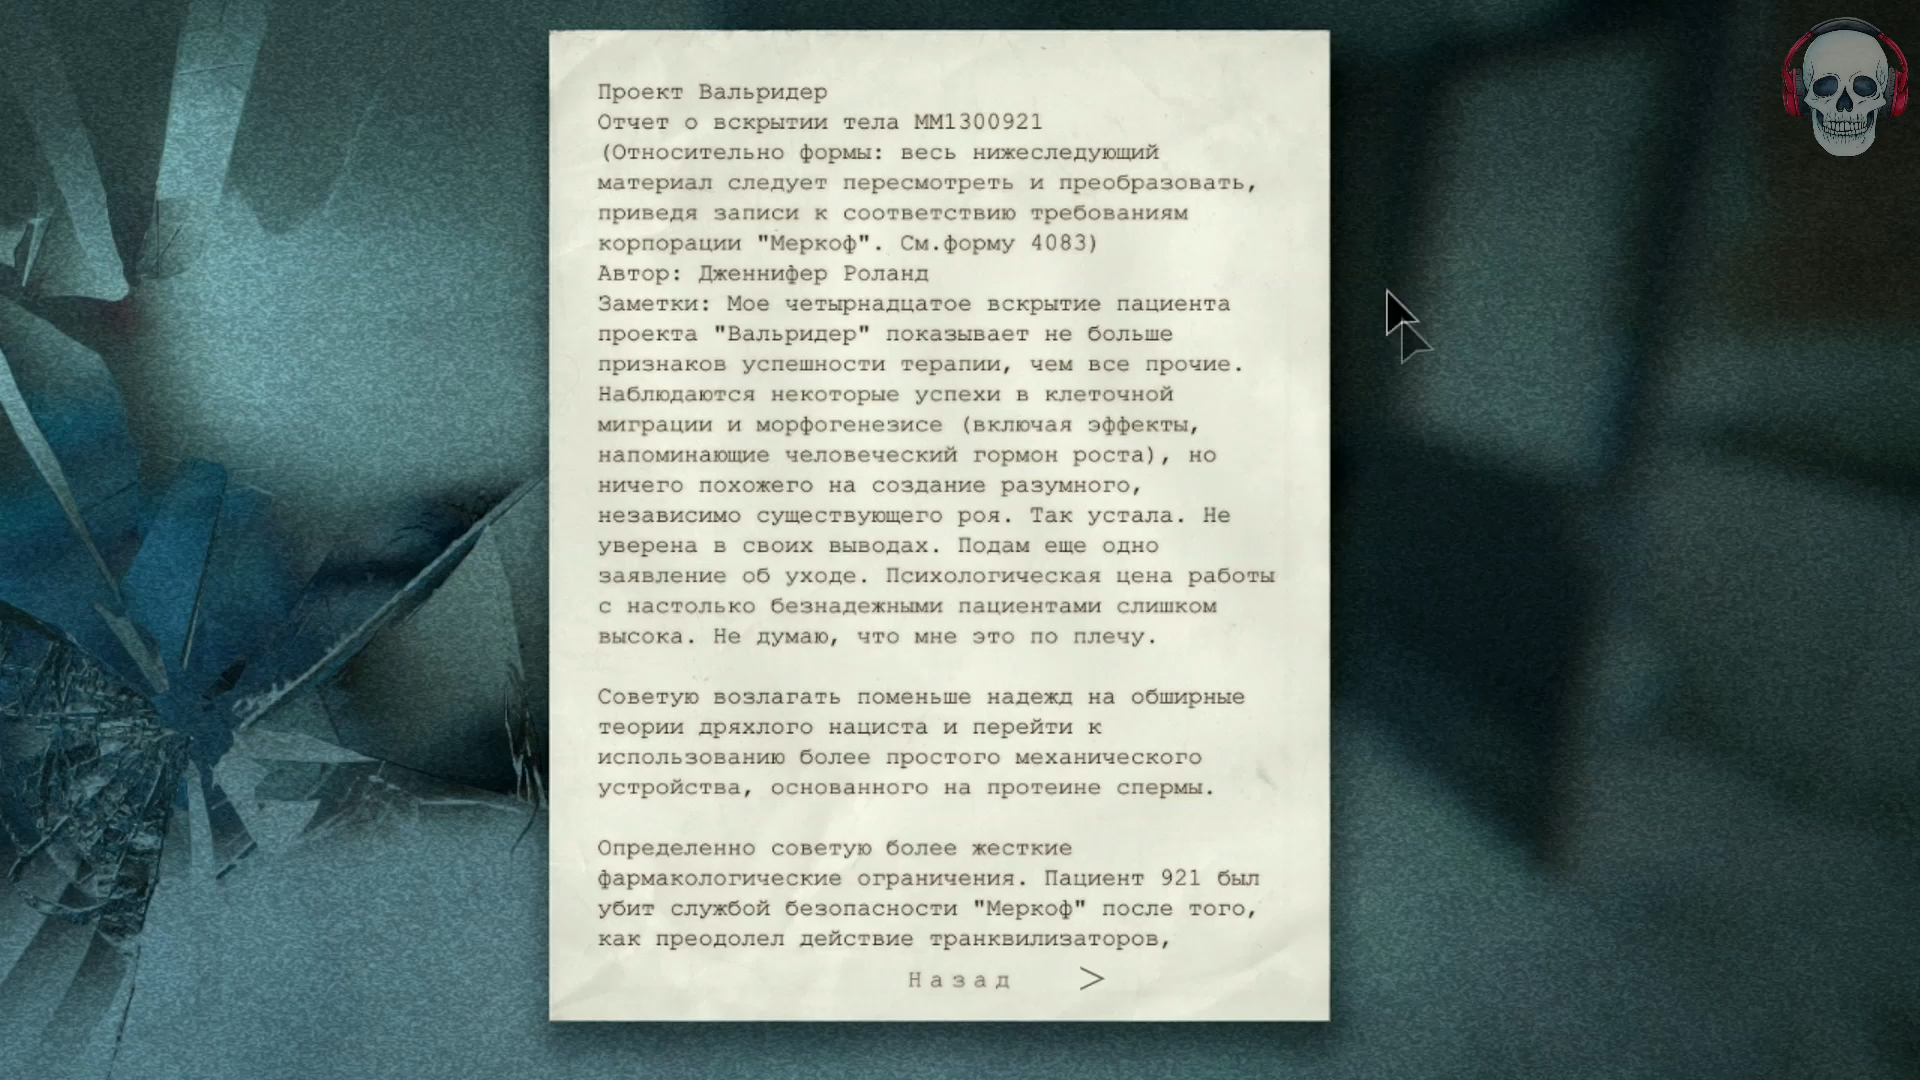 Проект Вальридер
Отчет о вскрытии тела ММ1300921
(Относительно формы: весь нижеследующий
материал следует пересмотреть и преобразовать,
приведя записи к соответствию требованиям
корпорации "Меркоф". См.форму 4083)
Автор: Дженнифер Роланд
Заметки: Мое четырнадцатое вскрытие пациента
проекта "Вальридер" показывает не больше
признаков успешности терапии, чем все прочие.
Наблюдаются некоторые успехи в клеточной
миграции и морфогенезисе (включая эффекты,
напоминающие человеческий гормон роста), но
ничего похожего на создание разумного,
независимо существующего роя. Так устала. Не
уверена в своих выводах. Подам еще одно
заявление об уходе. Психологическая цена работы
с настолько безнадежными пациентами слишком
высока. Не думаю, что мне это по плечу.
Советую возлагать поменьше надежд на обширные
теории дряхлого нациста и перейти к
использованию более простого механического
устройства, основанного на протеине спермы.
Определенно советую более жесткие
фармакологические ограничения. Пациент 921 был
убит службой безопасности "Меркоф" после того,
как преодолел действие транквилизаторов,
Назад >